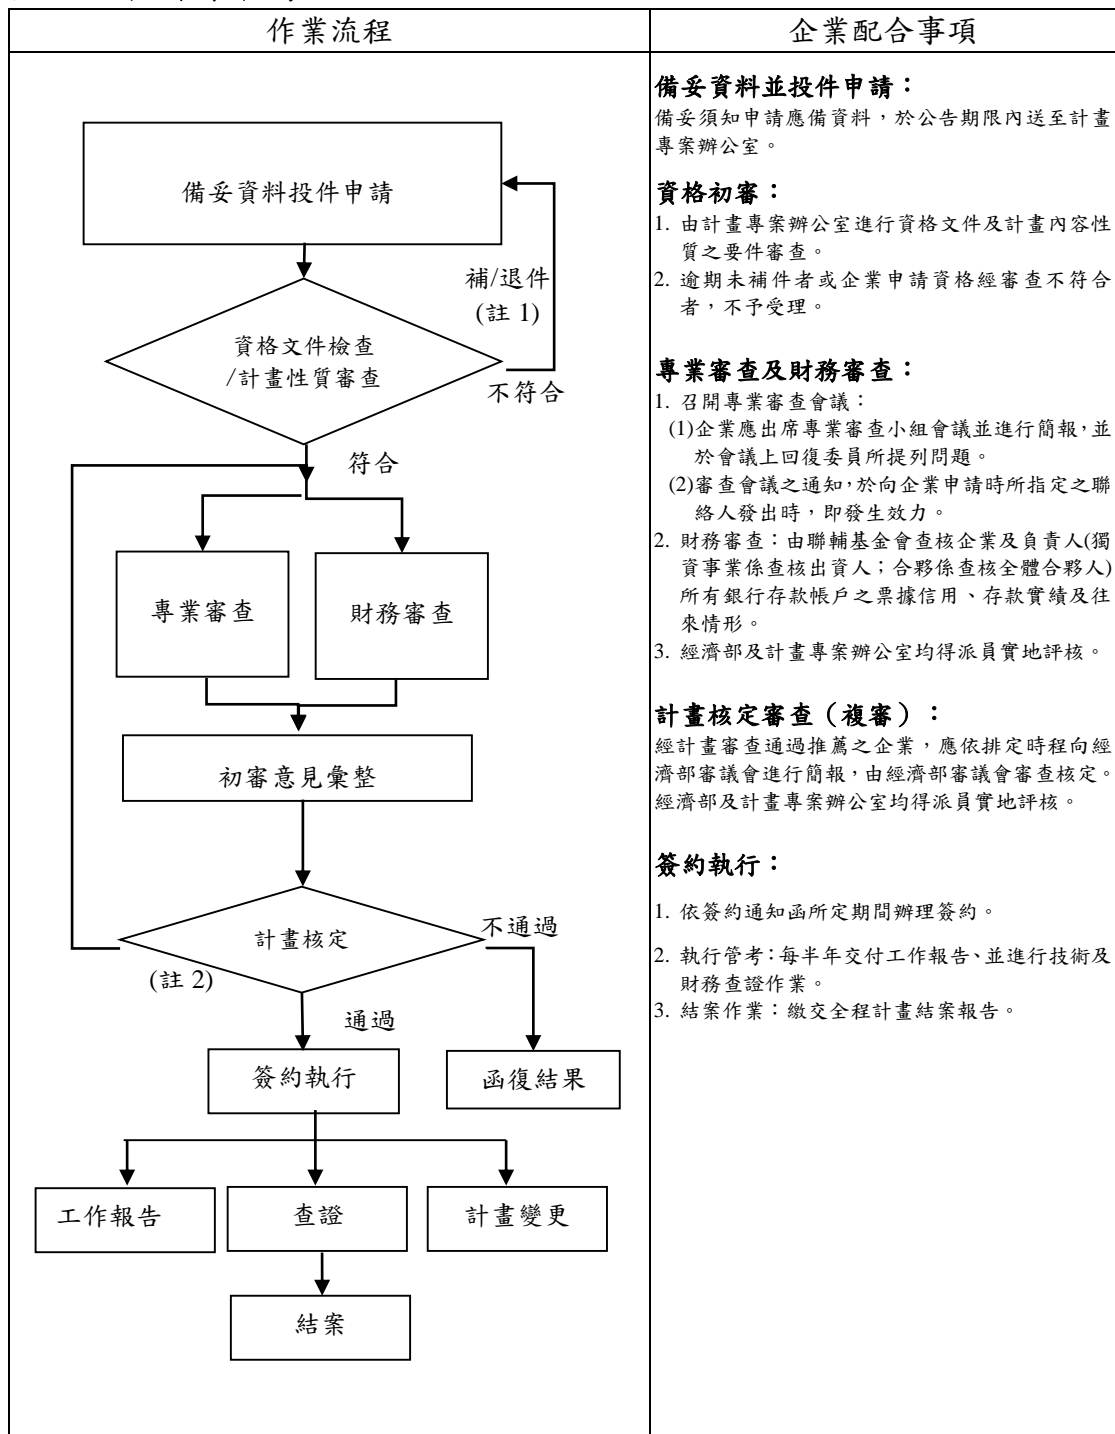 作業流程
企業配合事項
備妥資料投件申請
補/退件
(註 1)
資格文件檢查
/計畫性質審查
不符合
符合
專業審查
財務審查
初審意見彙整
計畫核定
不通過
(註 2)
通過
簽約執行
函復結果
工作報告
查證
計畫變更
結案
備妥資料並投件申請：
備妥須知申請應備資料，於公告期限內送至計畫
專案辦公室。
資格初審：
1. 由計畫專案辦公室進行資格文件及計畫內容性
質之要件審查。
2. 逾期未補件者或企業申請資格經審查不符合
者，不予受理。
專業審查及財務審查：
1. 召開專業審查會議：
(1)企業應出席專業審查小組會議並進行簡報，並
於會議上回復委員所提列問題。
(2)審查會議之通知，於向企業申請時所指定之聯
絡人發出時，即發生效力。
2. 財務審查：由聯輔基金會查核企業及負責人(獨
資事業係查核出資人；合夥係查核全體合夥人)
所有銀行存款帳戶之票據信用、存款實績及往
來情形。
3. 經濟部及計畫專案辦公室均得派員實地評核。
計畫核定審查（複審）：
經計畫審查通過推薦之企業，應依排定時程向經
濟部審議會進行簡報，由經濟部審議會審查核定。
經濟部及計畫專案辦公室均得派員實地評核。
簽約執行：
1. 依簽約通知函所定期間辦理簽約。
2. 執行管考：每半年交付工作報告、並進行技術及
財務查證作業。
3. 結案作業：繳交全程計畫結案報告。